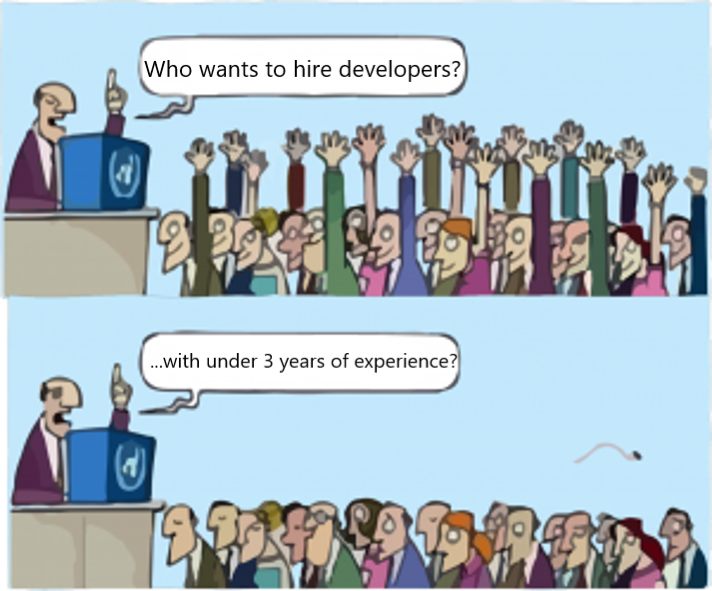 Who wants to hire developers?
...with under 3 years of experience?